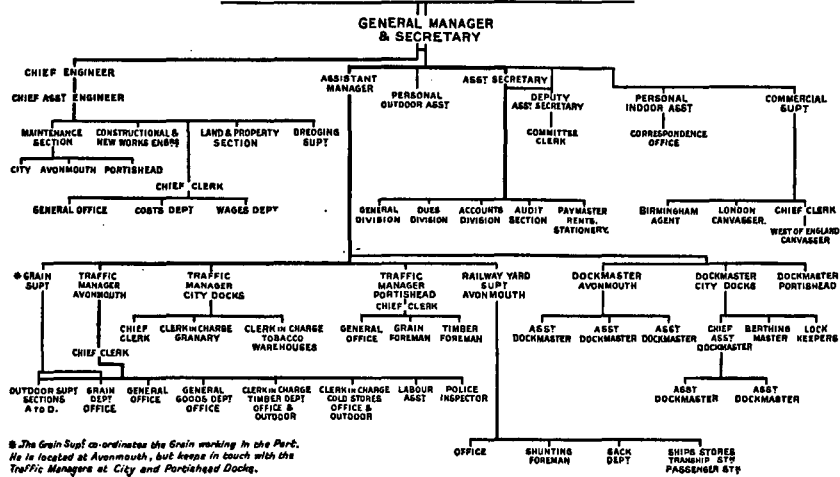 GENERAL MANAGER
& SECRETARY
CHIEF ENGINEER
CHIEF ASST ENGINEER
ASSISTANT
MANAGER
PERSONAL
OUTDOOR ASST
ASST SECRETARY
DEPUTY
ASST SECRETARY
COMMITTEE
CLERK
PERSONAL
INDOOR ASST
CORRESPONDENCE
OFFICE
COMMERCIAL
SUPT
MAINTENANCE
SECTION
CONSTRUCTIONAL &
NEW WORKS ENGRS
LAND & PROPERTY
SECTION
DREDGING
SUPT
CITY AVONMOUTH PORTISHEAD
CHIEF CLERK
GENERAL OFFICE
COSTS DEPT
WAGES DEPT
GENERAL
DIVISION
DUES
DIVISION
ACCOUNTS
DIVISION
AUDIT
SECTION
PAYMASTER
RENTS.
STATIONERY.
BIRMINGHAM
AGENT
LONDON
CANVASSER.
CHIEF CLERK
WEST OF ENGLAND
CANVASSER
* GRAIN
SUPT
TRAFFIC
MANAGER
AVONMOUTH
TRAFFIC
MANAGER
CITY DOCKS
TRAFFIC
MANAGER
PORTISHEAD
CHIEF CLERK
RAILWAY YARD
SUPT
AVONMOUTH
DOCKMASTER
AVONMOUTH
DOCKMASTER
CITY DOCKS
DOCKMASTER
PORTISHEAD
CHIEF
CLERK
CLERK IN CHARGE
GRANARY
CLERK IN CHARGE
TOBACCO
WAREHOUSES
GENERAL
OFFICE
GRAIN
FOREMAN
TIMBER
FOREMAN
ASST
DOCKMASTER
ASST
DOCKMASTER
ASST
DOCKMASTER
CHIEF
ASST
DOCKMASTER
BERTHING
MASTER
LOCK
KEEPERS
CHIEF CLERK
ASST
DOCKMASTER
ASST
DOCKMASTER
OUTDOOR SUPT
SECTIONS
A TO D.
GRAIN
DEPT
OFFICE
GENERAL
OFFICE
GENERAL
GOODS DEPT
OFFICE
CLERK IN CHARGE
TIMBER DEPT
OFFICE &
OUTDOOR
CLERK IN CHARGE
COLD STORES
OFFICE &
OUTDOOR
LABOUR
ASST
POLICE
INSPECTOR
OFFICE
SHUNTING
FOREMAN
SACK
DEPT
SHIPS STORES
TRANSHIP STN
PASSENGER STN
* The Grain Supt co-ordinates the Grain working in the Port.
He is located at Avonmouth, but keeps in touch with the
Traffic Managers at City and Portishead Docks.